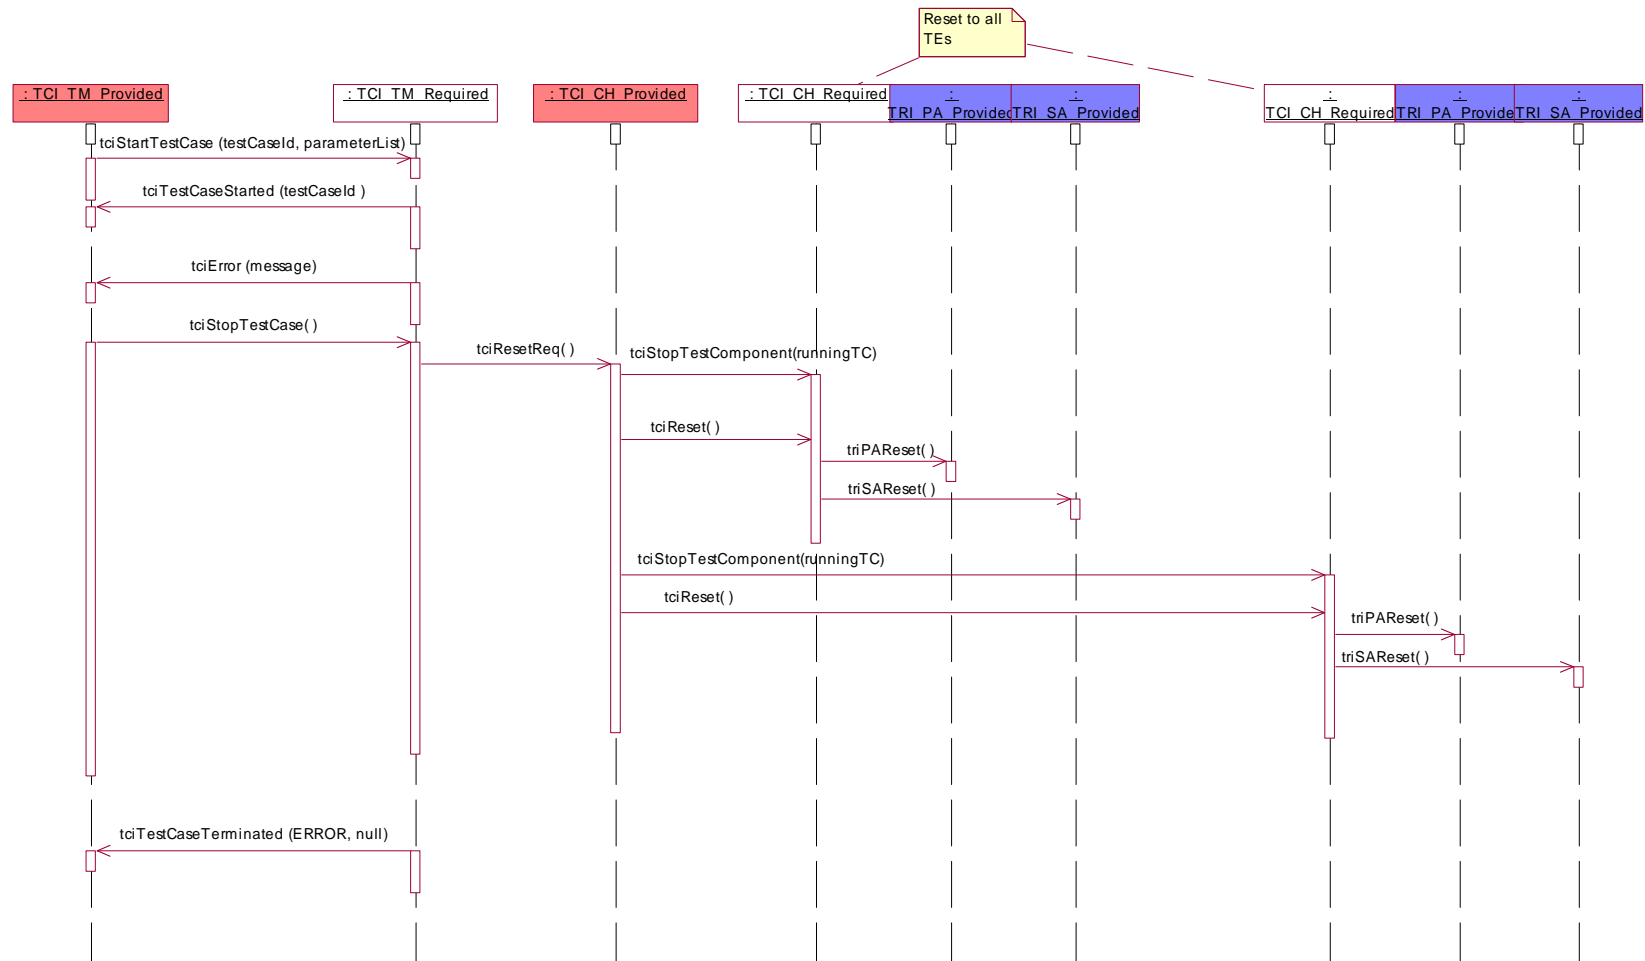 Reset to all
TEs
: TCI_TM_Provided
: TCI_TM_Required
: TCI_CH_Provided
: TCI_CH_Required
:
TRI_PA_Provided
:
TRI_SA_Provided
:
TCI_CH_Required
:
TRI_PA_Provide
:
TRI_SA_Provided
tciStartTestCase (testCaseId, parameterList)
tciTestCaseStarted (testCaseId )
tciError (message)
tciStopTestCase( )
tciResetReq( )
tciStopTestComponent(runningTC)
tciReset( )
triPAReset( )
triSAReset( )
tciStopTestComponent(runningTC)
tciReset( )
triPAReset( )
triSAReset( )
tciTestCaseTerminated (ERROR, null)